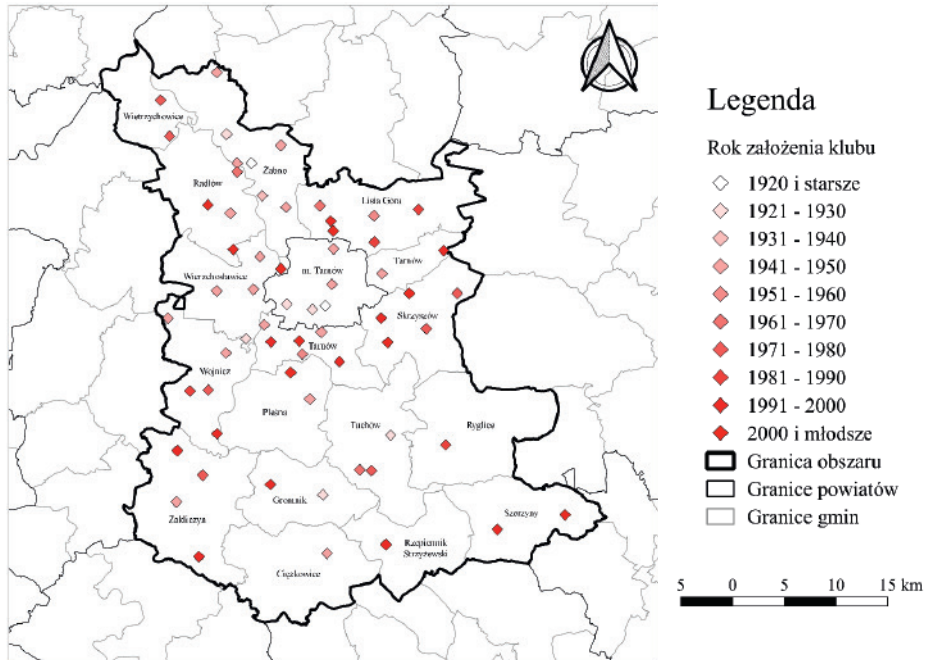 Wietrzychowice
Żabno
Radłów
Lisia Góra
m. Tarnów
Tarnów
Wierzchosławice
Skrzyszów
Tarnów
Wojnicz
Pleśna
Tuchów
Ryglice
Gromnik
Zakliczyn
Szerzyny
Rzepiennik
Strzyżewski
Ciężkowice
Legenda
Rok założenia klubu
1920 i starsze
1921 - 1930
1931 - 1940
1941 - 1950
1951 - 1960
1961 - 1970
1971 - 1980
1981 - 1990
1991 - 2000
2000 i młodsze
Granica obszaru
Granice powiatów
Granice gmin
5 0 5 10 15 km